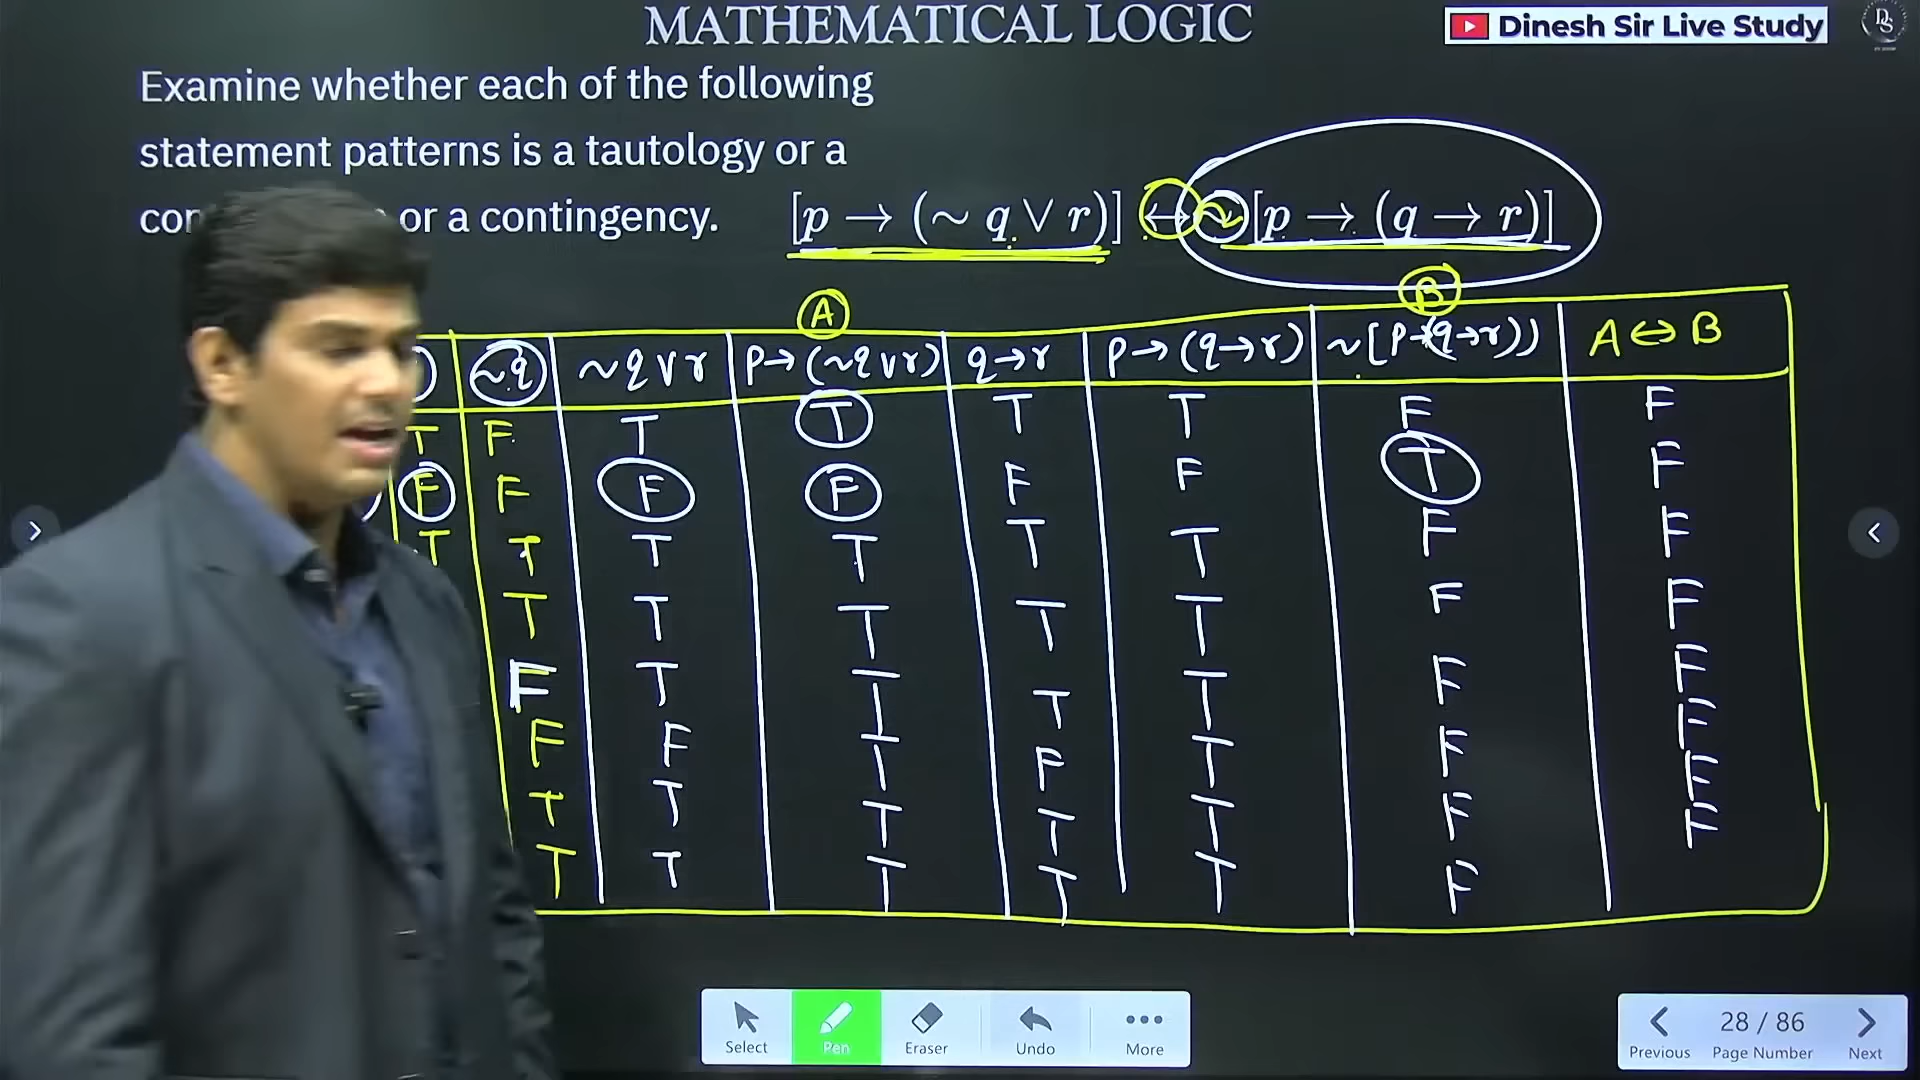 MATHEMATICAL LOGIC
Dinesh Sir Live Study
DS
Examine whether each of the following
statement patterns is a tautology or a
or a contingency.
[p → (∼ q ∨ r)] ↔ ∼ [p → (q → r)]
A B
∼q ∼q∨r p→(∼q∨r) q→r p→(q→r) ∼[p→(q→r)) A↔B
T F T T T T F F
F F F F F F T F
T T T T T T F F
T T T T T F F
F T T T T F F
F F T F T F F
T T T T T F F
T T T T T F F
Select Pen Eraser Undo More
28 / 86
Previous Page Number Next